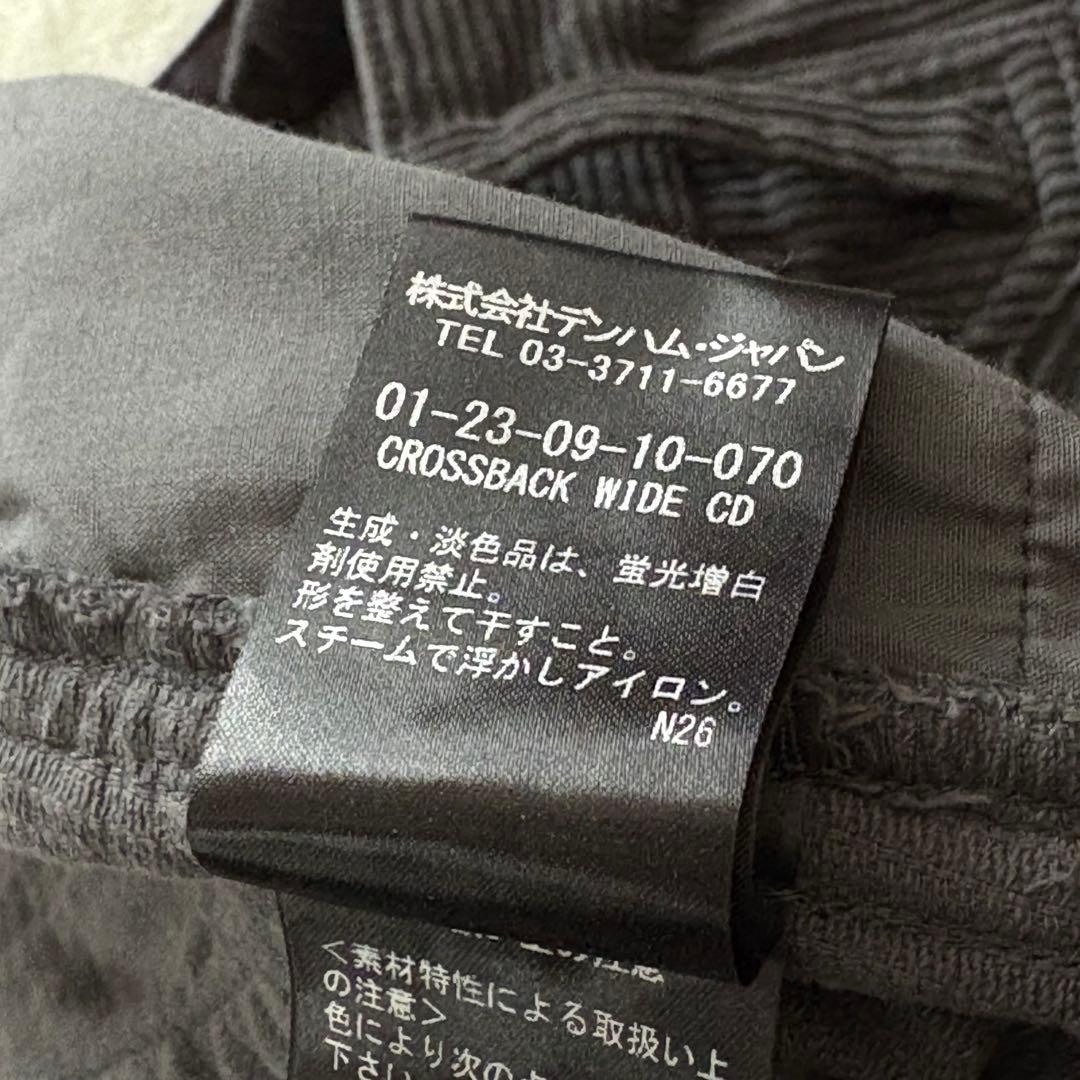 株式会社デンハム・ジャパン
TEL 03-3711-6677
01-23-09-10-070
CROSSBACK WIDE CD
生成・淡色品は、蛍光増白
剤使用禁止。
形を整えて干すこと。
スチームで浮かしアイロン。
N26
<素材特性による取扱い上
の注意>
色により次の
下さい